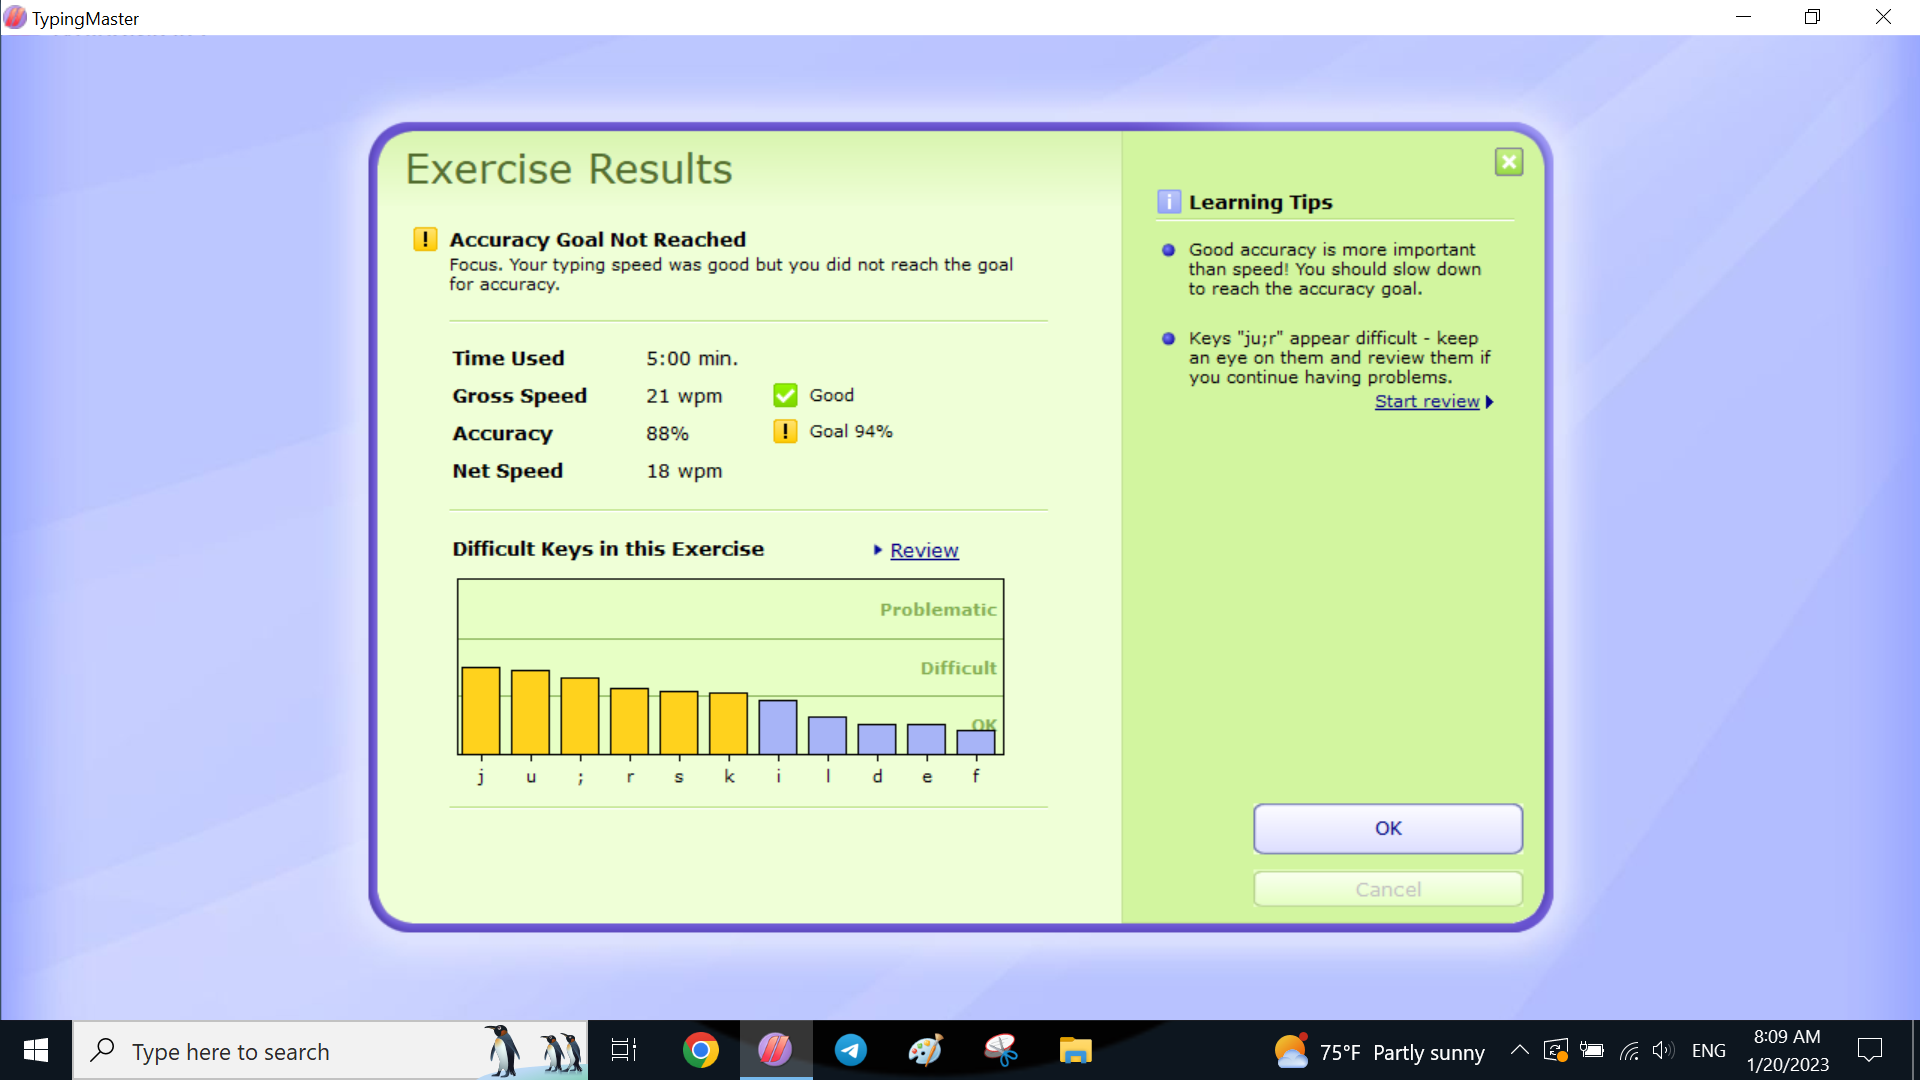 TypingMaster
Exercise Results
Accuracy Goal Not Reached
Focus. Your typing speed was good but you did not reach the goal
for accuracy.
Time Used 5:00 min.
Gross Speed 21 wpm Good
Accuracy 88% Goal 94%
Net Speed 18 wpm
Difficult Keys in this Exercise Review
Problematic
Difficult
OK
j u ; r s k i l d e f
Learning Tips
Good accuracy is more important
than speed! You should slow down
to reach the accuracy goal.
Keys "ju;r" appear difficult - keep
an eye on them and review them if
you continue having problems.
Start review
OK
Cancel
Type here to search
75°F Partly sunny
ENG
8:09 AM
1/20/2023